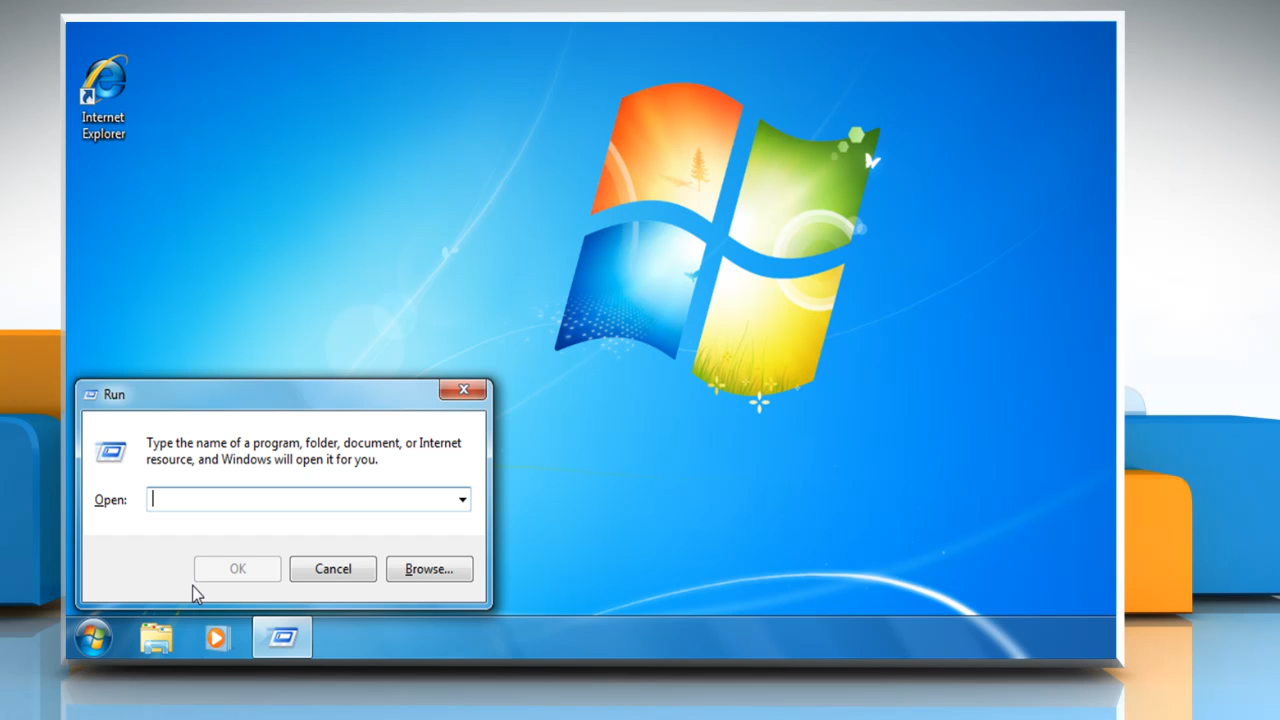 Internet
Explorer
Run
Type the name of a program, folder, document, or Internet
resource, and Windows will open it for you.
Open:
OK
Cancel
Browse...